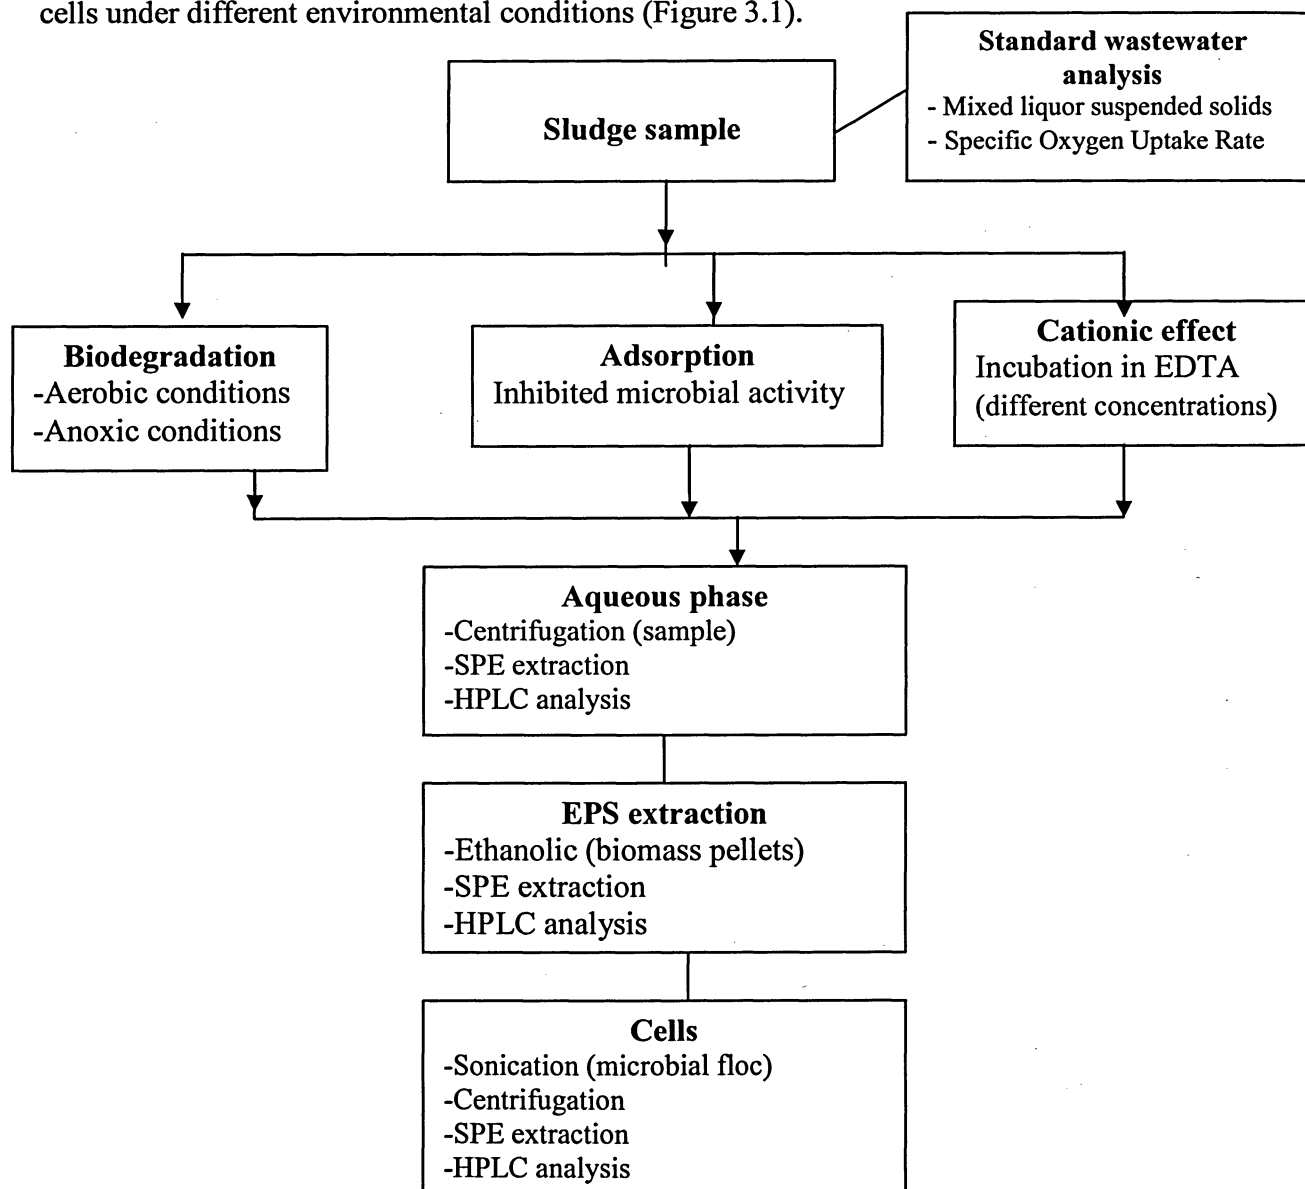 cells under different environmental conditions (Figure 3.1).
Standard wastewater
analysis
- Mixed liquor suspended solids
- Specific Oxygen Uptake Rate
Sludge sample
Biodegradation
-Aerobic conditions
-Anoxic conditions
Adsorption
Inhibited microbial activity
Cationic effect
Incubation in EDTA
(different concentrations)
Aqueous phase
-Centrifugation (sample)
-SPE extraction
-HPLC analysis
EPS extraction
-Ethanolic (biomass pellets)
-SPE extraction
-HPLC analysis
Cells
-Sonication (microbial floc)
-Centrifugation
-SPE extraction
-HPLC analysis